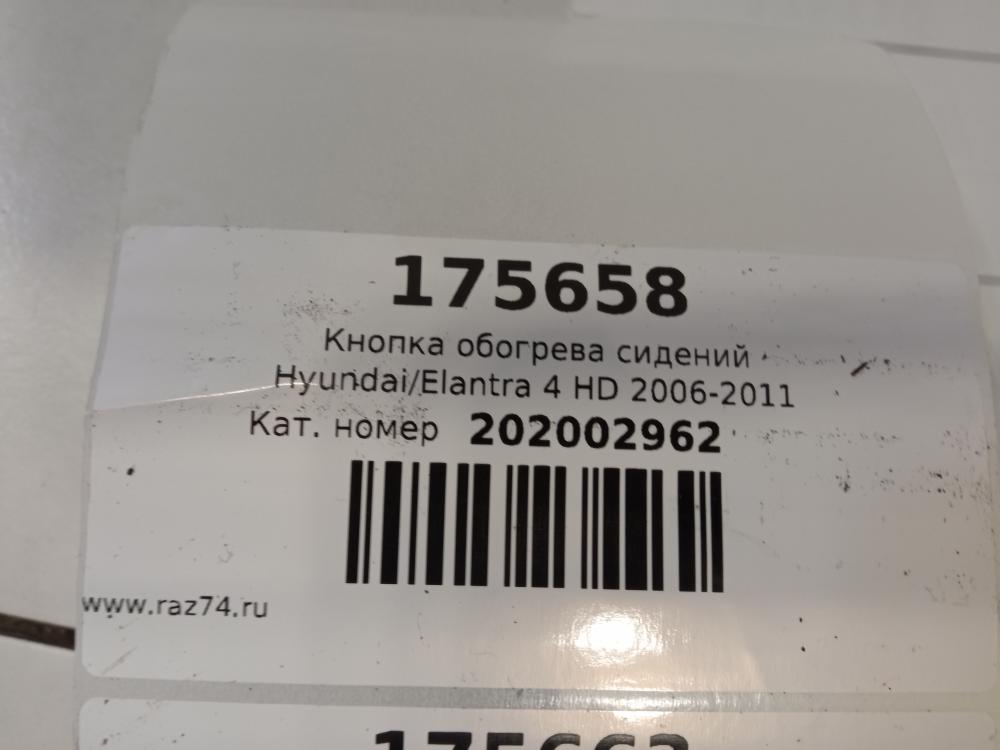 175658
Кнопка обогрева сидений
Hyundai/Elantra 4 HD 2006-2011
Кат. номер 202002962
www.raz74.ru